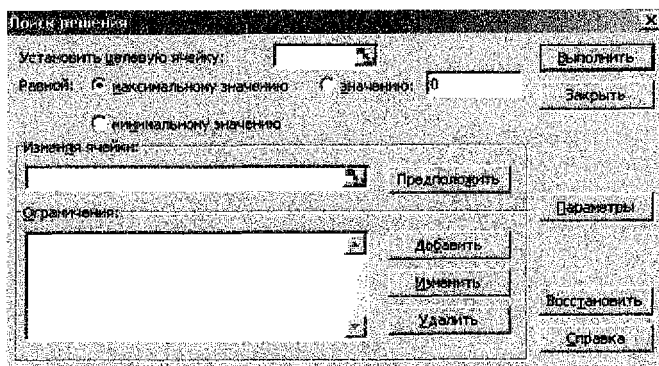 Поиск решения
Установить целевую ячейку:
Выполнить
Равной: максимальному значению значению: 0
Закрыть
минимальному значению
Изменяя ячейки:
Предположить
Ограничения:
Параметры
Добавить
Изменить
Удалить
Восстановить
Справка